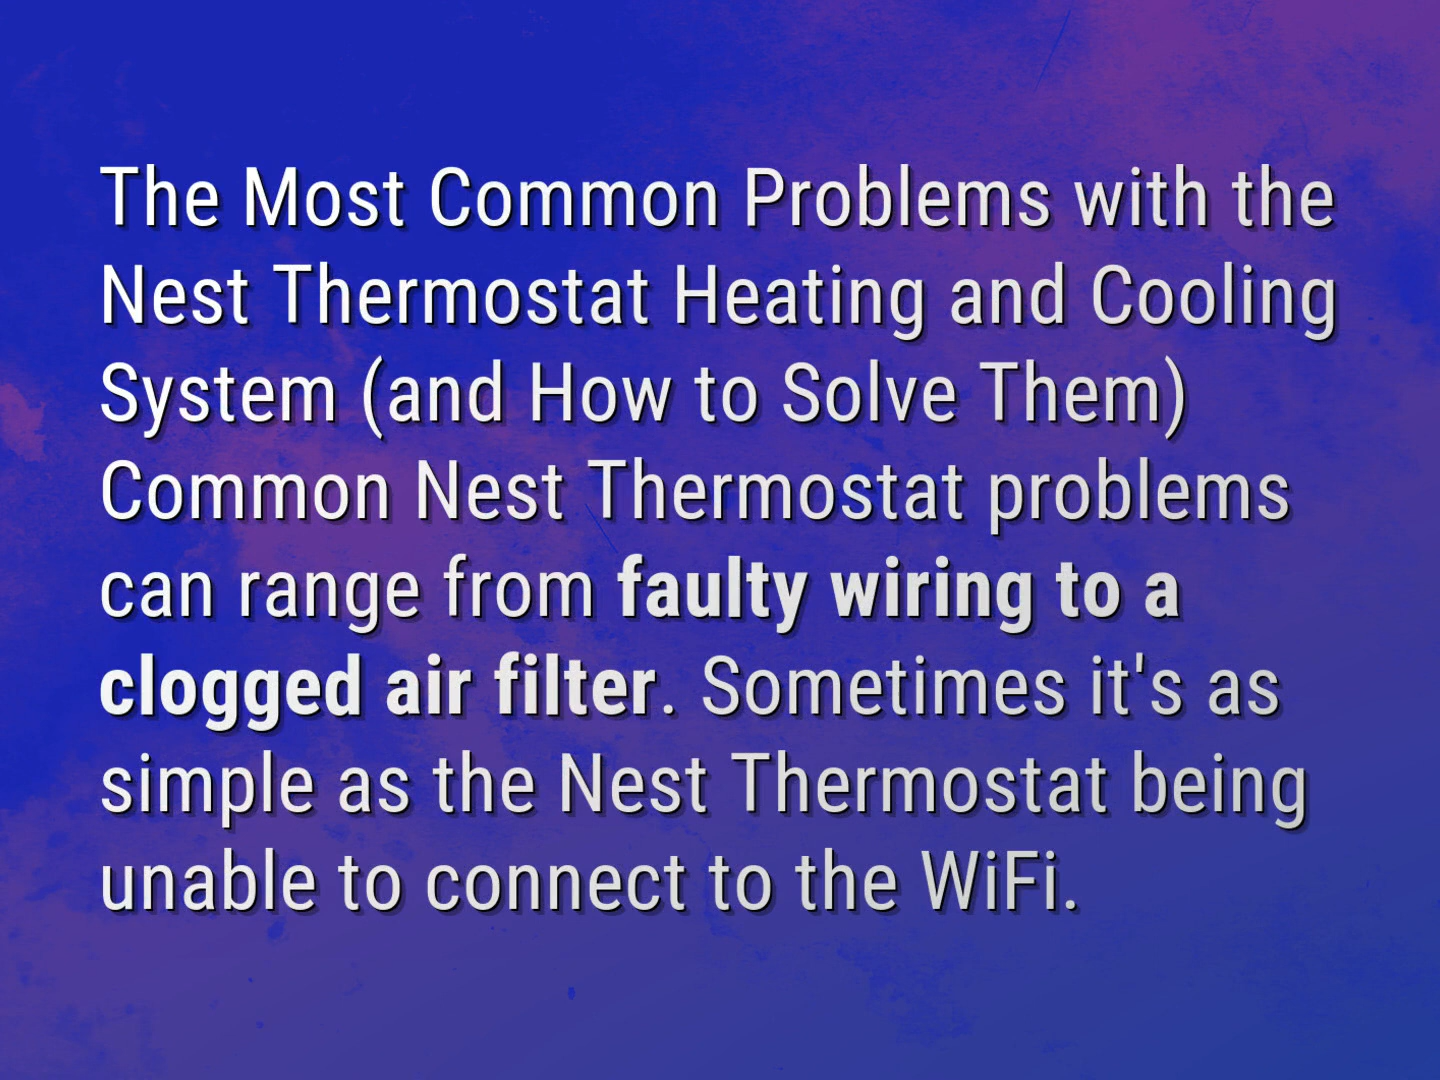 The Most Common Problems with the
Nest Thermostat Heating and Cooling
System (and How to Solve Them)
Common Nest Thermostat problems
can range from faulty wiring to a
clogged air filter. Sometimes it's as
simple as the Nest Thermostat being
unable to connect to the WiFi.